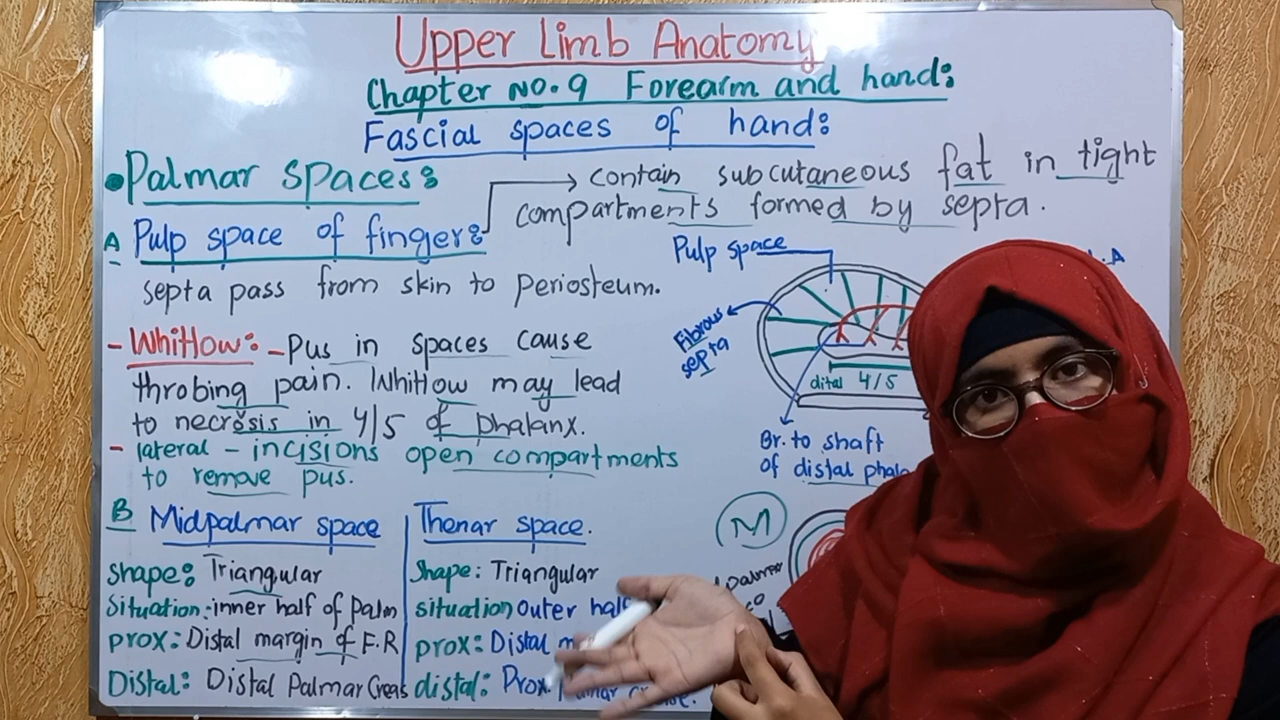 Upper Limb Anatomy
Chapter No.9 Forearm and hand:
Fascial spaces of hand:
Palmar spaces:
contain subcutaneous fat in tight
compartments formed by septa.
A Pulp space of finger:
septa pass from skin to periosteum.
Pulp space
Fibrous
septa
dital 4/5
Br. to shaft
of distal phal
- Whitlow: - Pus in spaces cause
throbing pain. Whitlow may lead
to necrosis in 4/5 of phalanx.
- lateral - incisions open compartments
to remove pus.
B Midpalmar space
shape: Triangular
situation: inner half of palm
prox: Distal margin of F.R
Distal: Distal Palmar Creas
Thenar space.
shape: Triangular
situation outer half
prox: Distal m
distal: Prox.
M
palmar